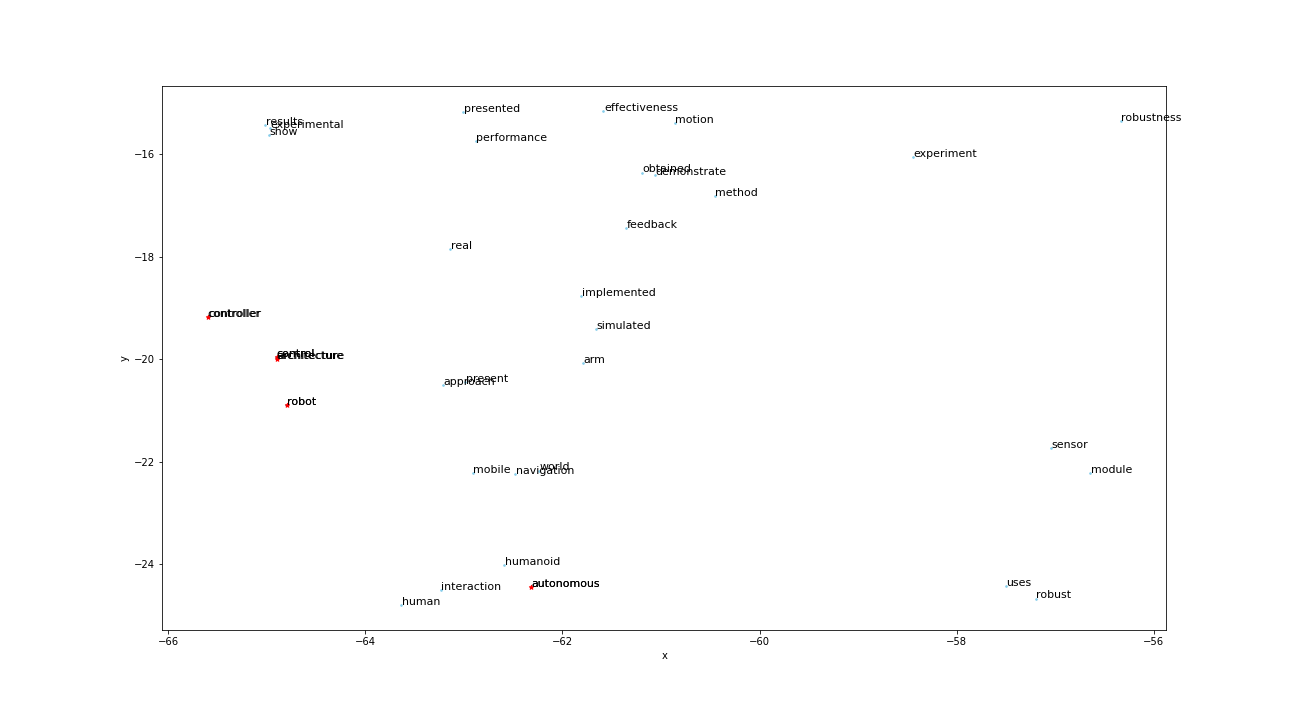 presented
effectiveness
motion
robustness
results
experimental
show
performance
experiment
obtained
demonstrate
method
feedback
real
implemented
controller
simulated
control
architecture
arm
present
approach
robot
sensor
world
mobile
navigation
module
humanoid
interaction
autonomous
uses
human
robust
−16
−18
−20
−22
−24
y
−66
−64
−62
−60
−58
−56
x